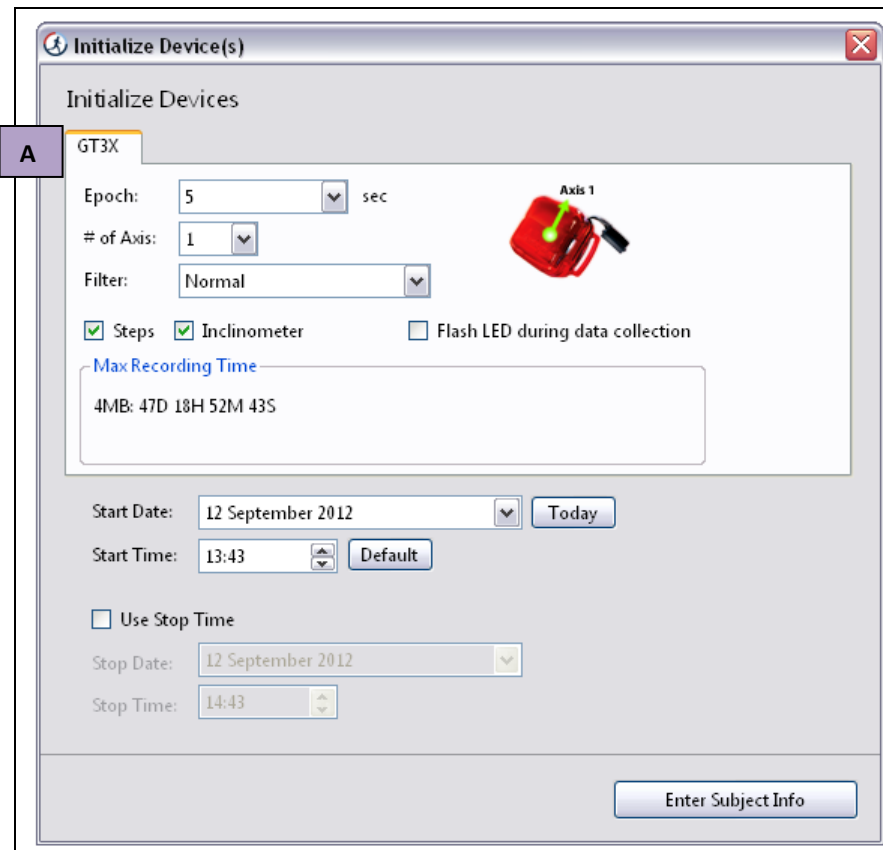 Initialize Device(s)
Initialize Devices
A
GT3X
Epoch: 5 sec
Axis 1
# of Axis: 1
Filter: Normal
Steps Inclinometer Flash LED during data collection
Max Recording Time
4MB: 47D 18H 52M 43S
Start Date: 12 September 2012 Today
Start Time: 13:43 Default
Use Stop Time
Stop Date: 12 September 2012
Stop Time: 14:43
Enter Subject Info